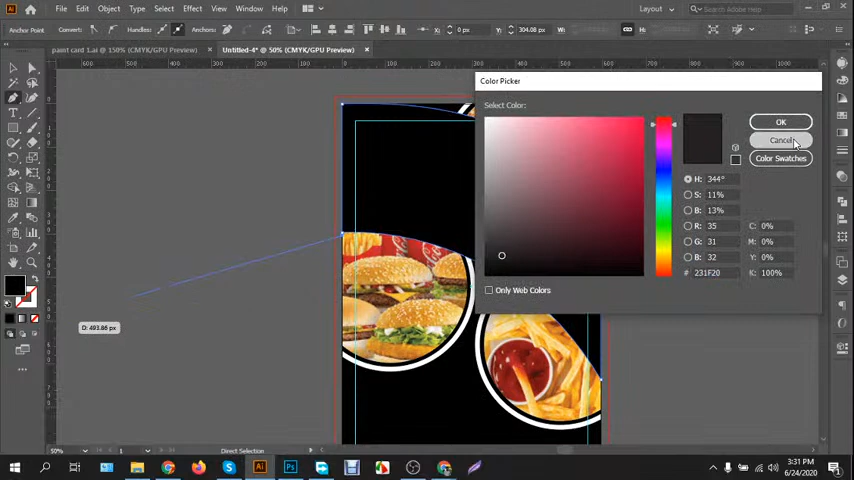 File Edit Object Type Select Effect View Window Help
Layout
Search Adobe
Anchor Point
Convert:
Handles:
Anchors:
X: 0 px
Y: 304.08 px
paint card 1.ai @ 150% (CMYK/GPU Preview) ×
Untitled-4* @ 50% (CMYK/GPU Preview) ×
Color Picker
Select Color:
OK
Cancel
Color Swatches
H: 344°
S: 11%
B: 13%
R: 35 C: 0%
G: 31 M: 0%
B: 32 Y: 0%
# 231F20 K: 100%
Only Web Colors
D: 493.86 px
50%
1
Direct Selection
3:31 PM
6/24/2020